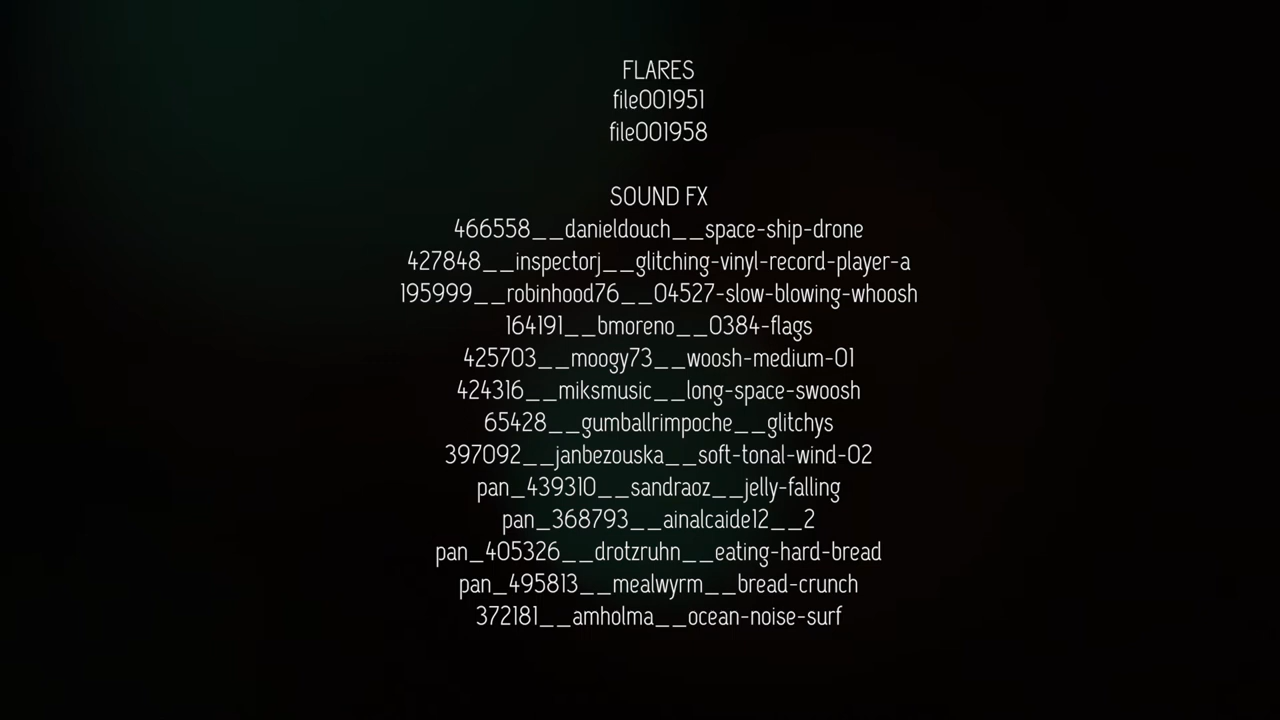 FLARES
file001951
file001958
SOUND FX
466558__danieldouch__space-ship-drone
427848__inspectorj__glitching-vinyl-record-player-a
195999__robinhood76__04527-slow-blowing-whoosh
164191__bmoreno__0384-flags
425703__moogy73__woosh-medium-01
424316__miksmusic__long-space-swoosh
65428__gumballrimpoche__glitchys
397092__janbezouska__soft-tonal-wind-02
pan_439310__sandraoz__jelly-falling
pan_368793__ainalcaide12__2
pan_405326__drotzruhn__eating-hard-bread
pan_495813__mealwyrm__bread-crunch
372181__amholma__ocean-noise-surf